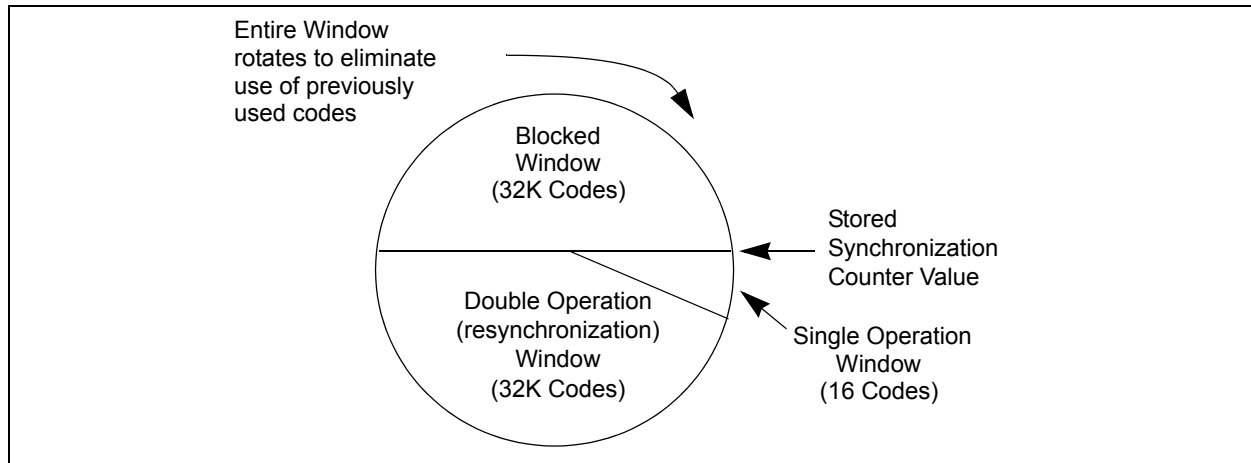 Entire Window
rotates to eliminate
use of previously
used codes
Blocked
Window
(32K Codes)
Stored
Synchronization
Counter Value
Double Operation
(resynchronization)
Window
(32K Codes)
Single Operation
Window
(16 Codes)